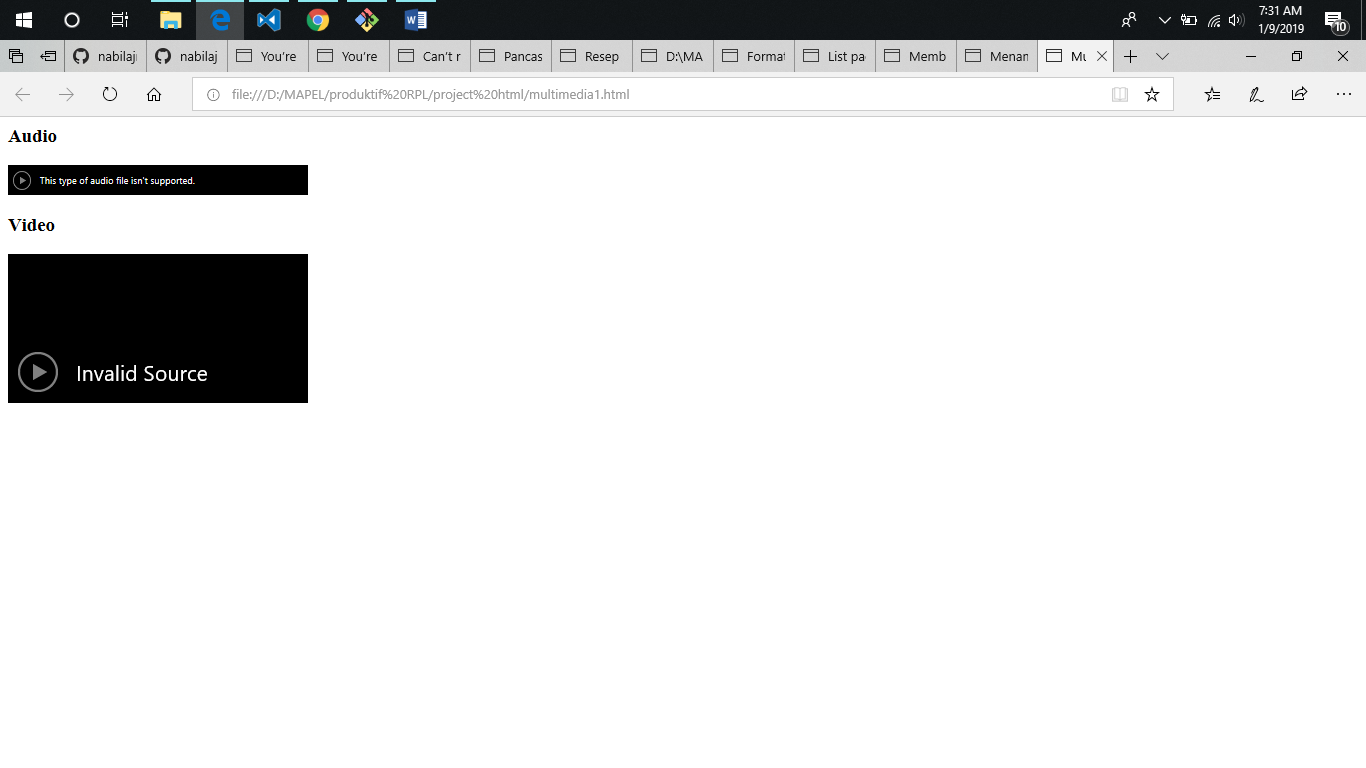 7:31 AM
1/9/2019
10
nabilaj
nabilaj
You're
You're
Can't r
Pancas
Resep
D:\MA
Format
List pa
Memb
Menan
Mu
file:///D:/MAPEL/produktif%20RPL/project%20html/multimedia1.html
Audio
This type of audio file isn't supported.
Video
Invalid Source